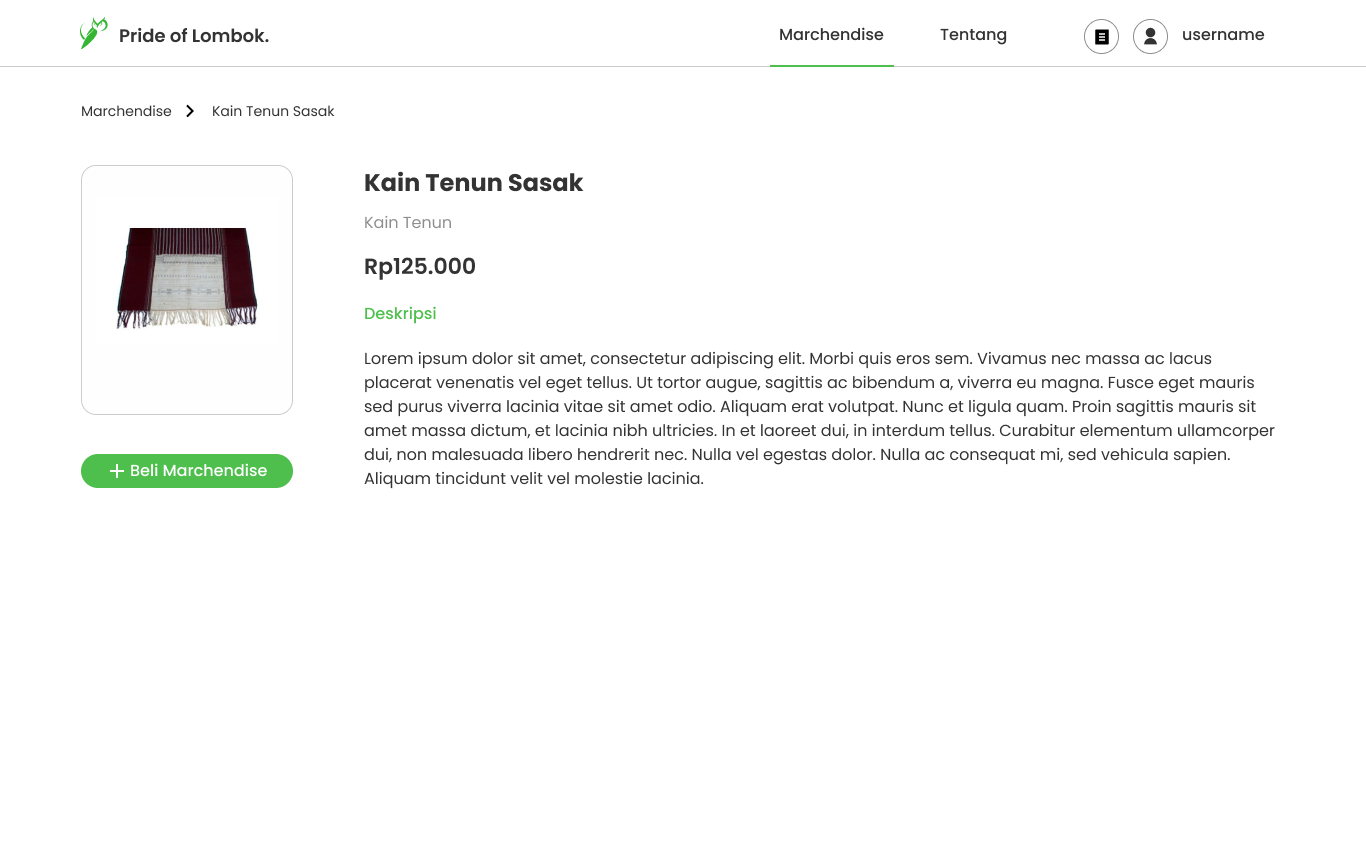 Pride of Lombok.
Marchendise
Tentang
username
Marchendise
Kain Tenun Sasak
Kain Tenun Sasak
Kain Tenun
Rp125.000
Deskripsi
Lorem ipsum dolor sit amet, consectetur adipiscing elit. Morbi quis eros sem. Vivamus nec massa ac lacus
placerat venenatis vel eget tellus. Ut tortor augue, sagittis ac bibendum a, viverra eu magna. Fusce eget mauris
sed purus viverra lacinia vitae sit amet odio. Aliquam erat volutpat. Nunc et ligula quam. Proin sagittis mauris sit
amet massa dictum, et lacinia nibh ultricies. In et laoreet dui, in interdum tellus. Curabitur elementum ullamcorper
dui, non malesuada libero hendrerit nec. Nulla vel egestas dolor. Nulla ac consequat mi, sed vehicula sapien.
Aliquam tincidunt velit vel molestie lacinia.
Beli Marchendise